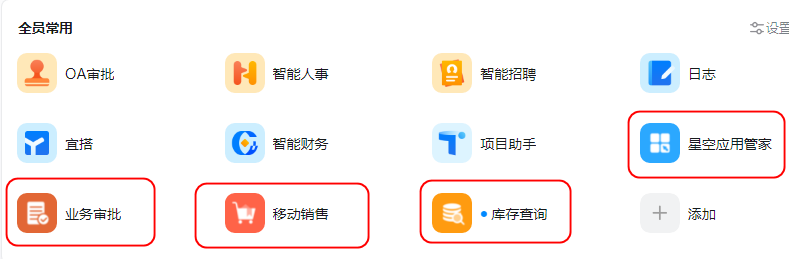 全员常用
设置
OA审批
智能人事
智能招聘
日志
宜搭
智能财务
项目助手
星空应用管家
业务审批
移动销售
库存查询
添加